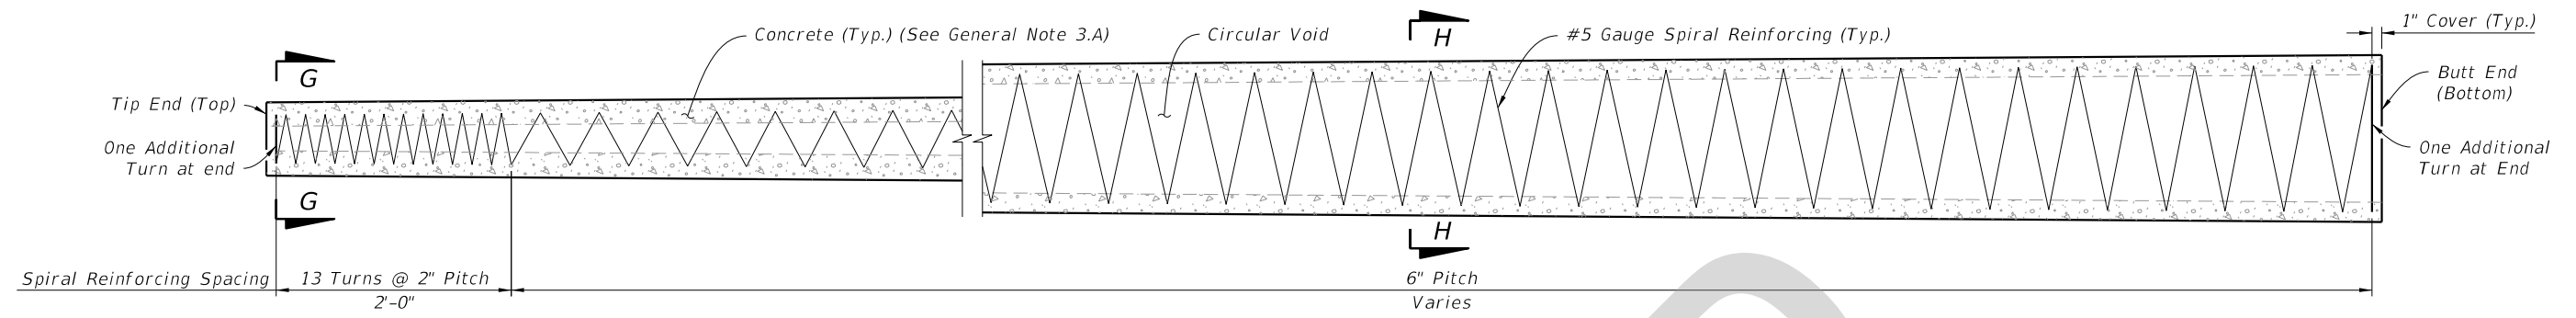 1" Cover (Typ.)
Concrete (Typ.) (See General Note 3.A)
Circular Void
H
#5 Gauge Spiral Reinforcing (Typ.)
G
Butt End
(Bottom)
Tip End (Top)
One Additional
Turn at end
One Additional
Turn at End
G
H
Spiral Reinforcing Spacing
13 Turns @ 2" Pitch
2'-0"
6" Pitch
Varies